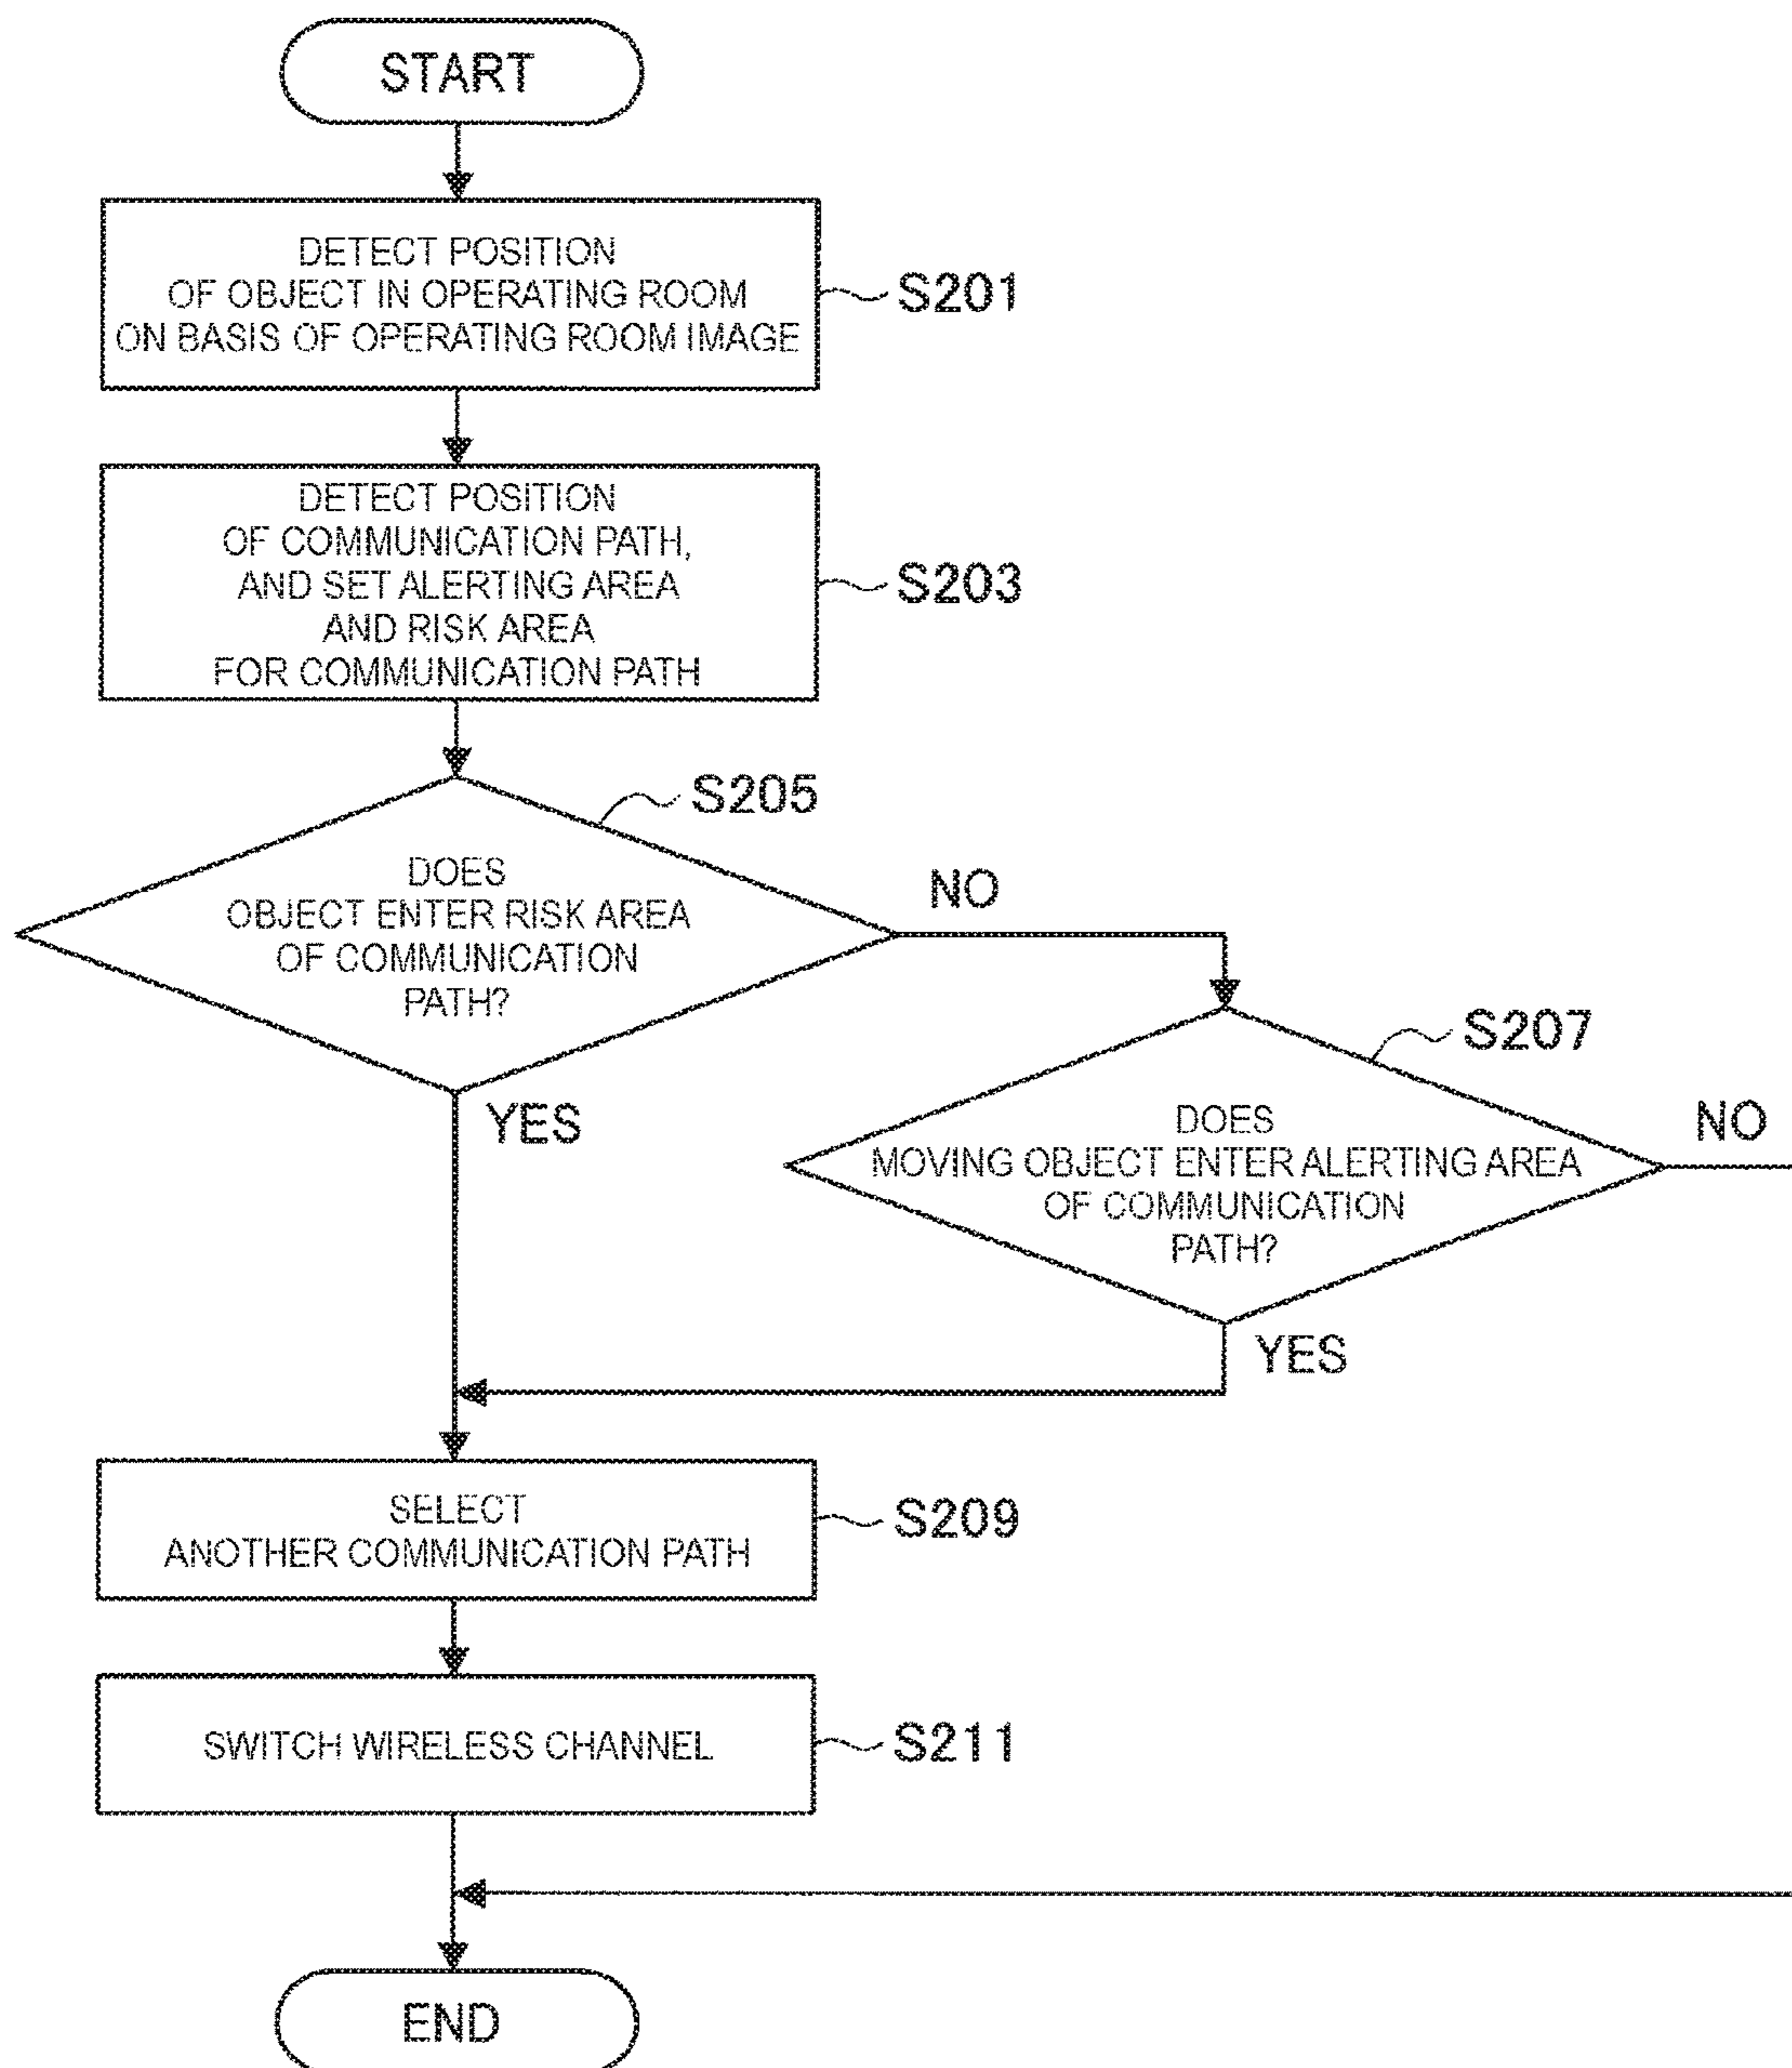 START
DETECT POSITION
OF OBJECT IN OPERATING ROOM
ON BASIS OF OPERATING ROOM IMAGE
S201
DETECT POSITION
OF COMMUNICATION PATH,
AND SET ALERTING AREA
AND RISK AREA
FOR COMMUNICATION PATH
S203
S205
DOES
OBJECT ENTER RISK AREA
OF COMMUNICATION
PATH?
NO
YES
S207
DOES
MOVING OBJECT ENTER ALERTING AREA
OF COMMUNICATION
PATH?
NO
YES
SELECT
ANOTHER COMMUNICATION PATH
S209
SWITCH WIRELESS CHANNEL
S211
END